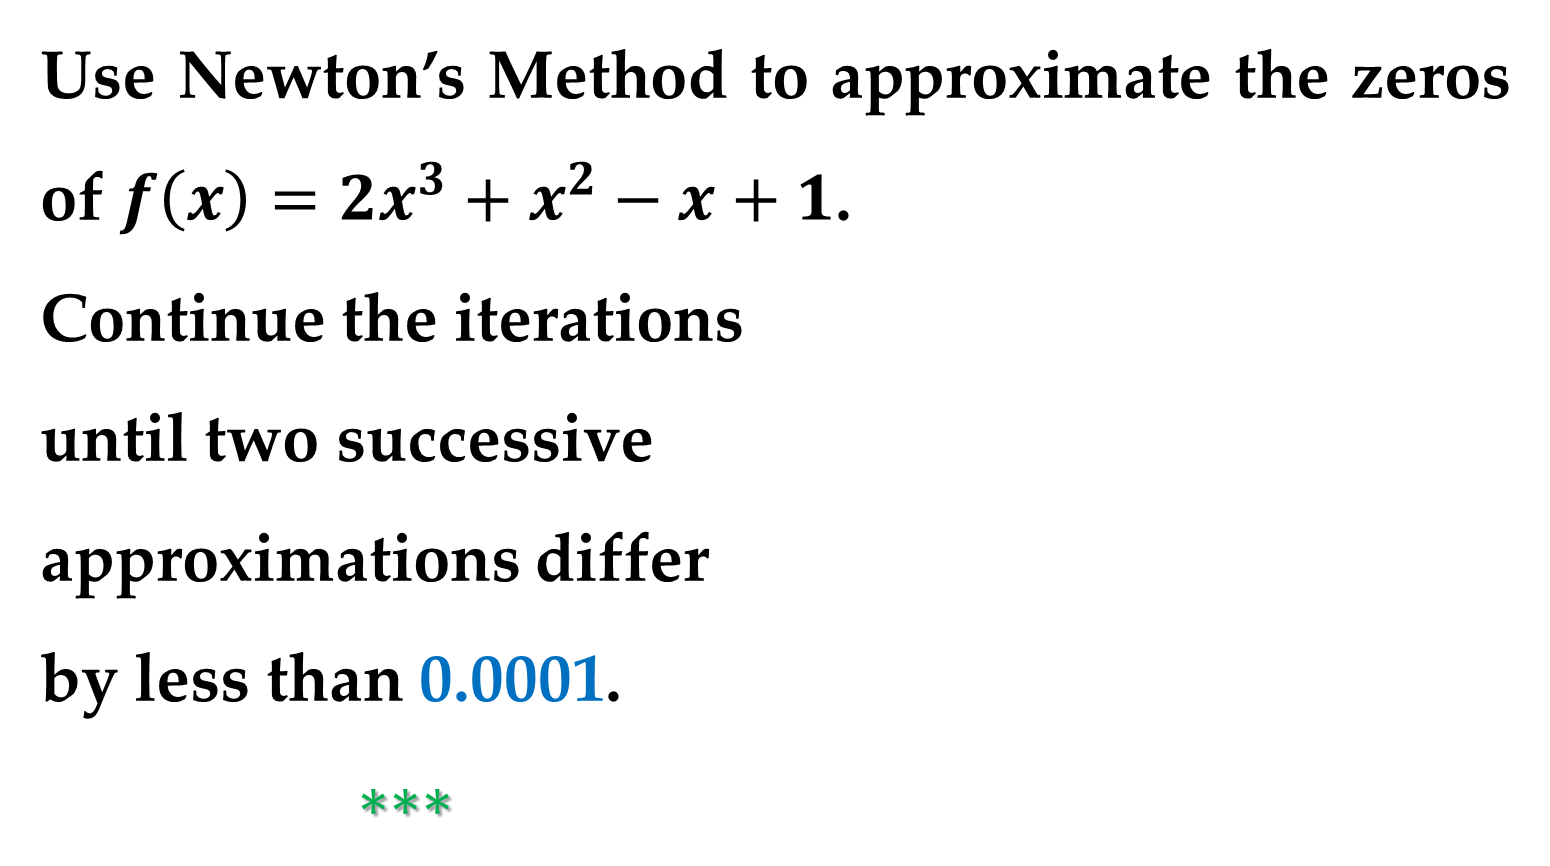 Use Newton’s Method to approximate the zeros
of f(x) = 2x³ + x² − x + 1.
Continue the iterations
until two successive
approximations differ
by less than 0.0001.
***